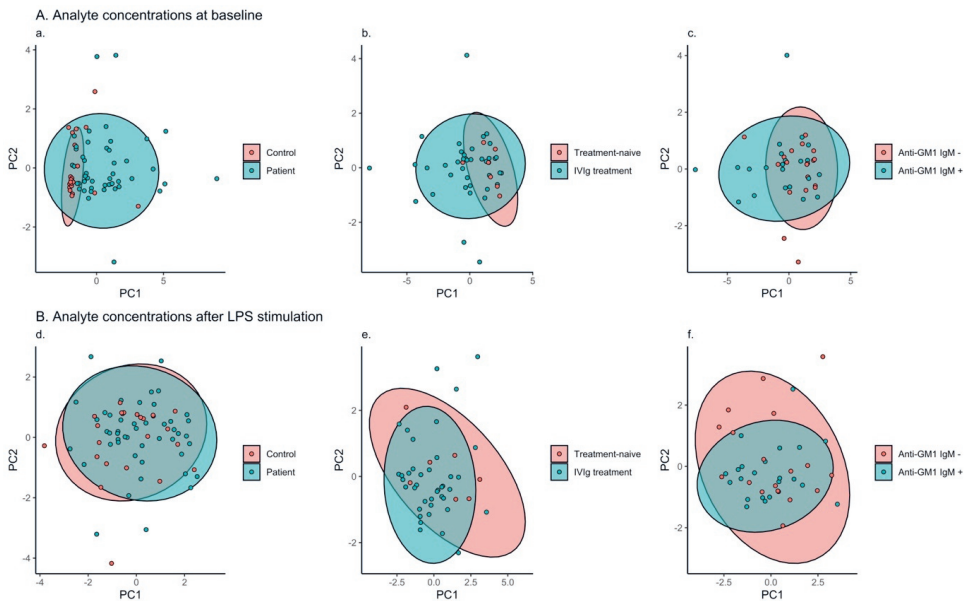 A. Analyte concentrations at baseline
a.
4
2
0
-2
PC2
0
5
PC1
Control
Patient
b.
4
2
0
-2
PC2
-5
0
5
PC1
Treatment-naive
IVIg treatment
c.
4
2
0
-2
PC2
-5
0
5
PC1
Anti-GM1 IgM -
Anti-GM1 IgM +
B. Analyte concentrations after LPS stimulation
d.
2
0
-2
-4
PC2
-4
-2
0
2
PC1
Control
Patient
e.
2
0
-2
PC2
-2.5
0.0
2.5
5.0
PC1
Treatment-naive
IVIg treatment
f.
2
0
-2
PC2
-2.5
0.0
2.5
PC1
Anti-GM1 IgM -
Anti-GM1 IgM +